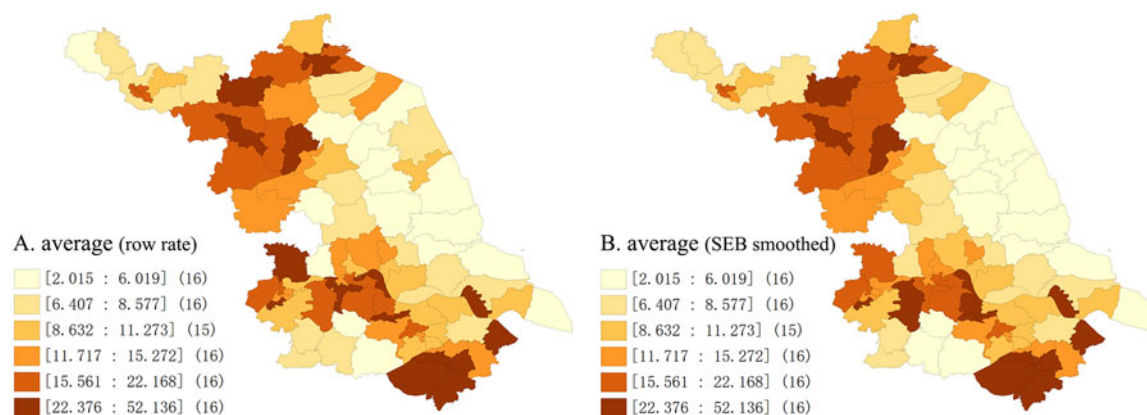 A. average (row rate)
[2.015 : 6.019] (16)
[6.407 : 8.577] (16)
[8.632 : 11.273] (15)
[11.717 : 15.272] (16)
[15.561 : 22.168] (16)
[22.376 : 52.136] (16)
B. average (SEB smoothed)
[2.015 : 6.019] (16)
[6.407 : 8.577] (16)
[8.632 : 11.273] (15)
[11.717 : 15.272] (16)
[15.561 : 22.168] (16)
[22.376 : 52.136] (16)